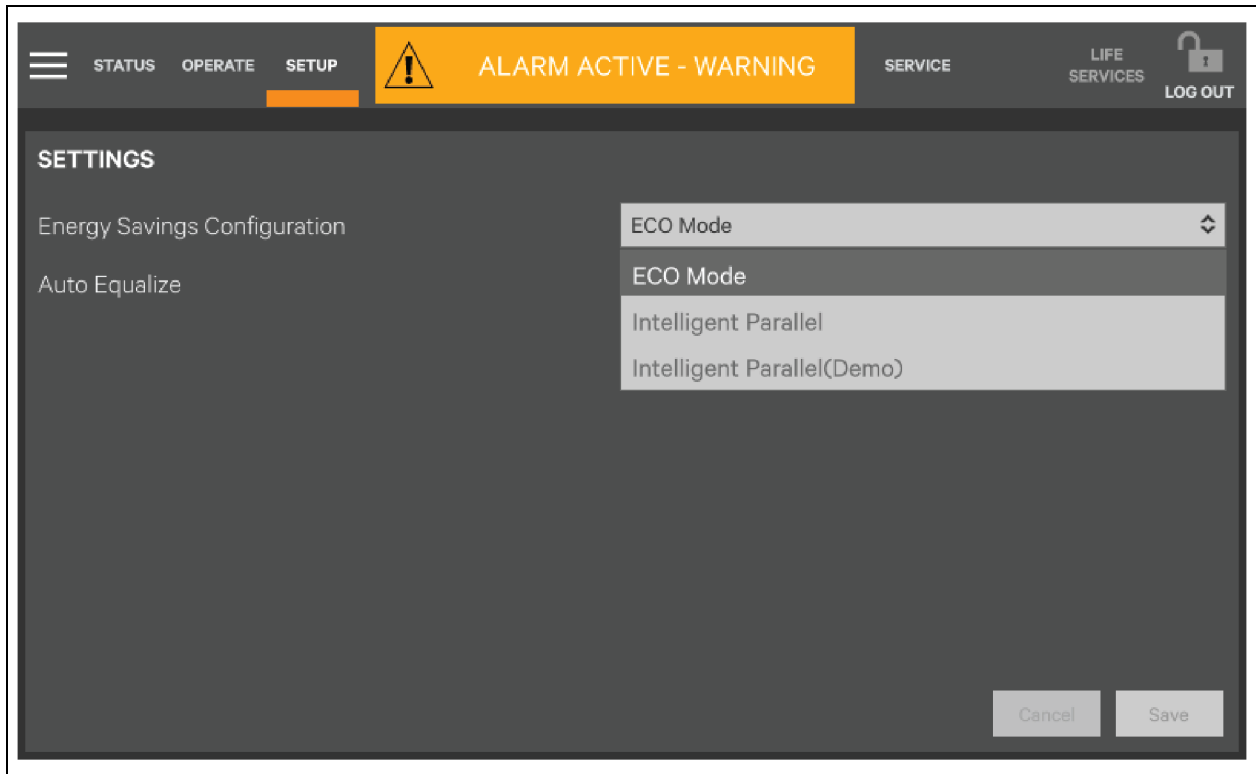 STATUS OPERATE SETUP ALARM ACTIVE - WARNING SERVICE LIFE SERVICES LOG OUT
SETTINGS
Energy Savings Configuration ECO Mode
Auto Equalize ECO Mode
Intelligent Parallel
Intelligent Parallel(Demo)
Cancel Save